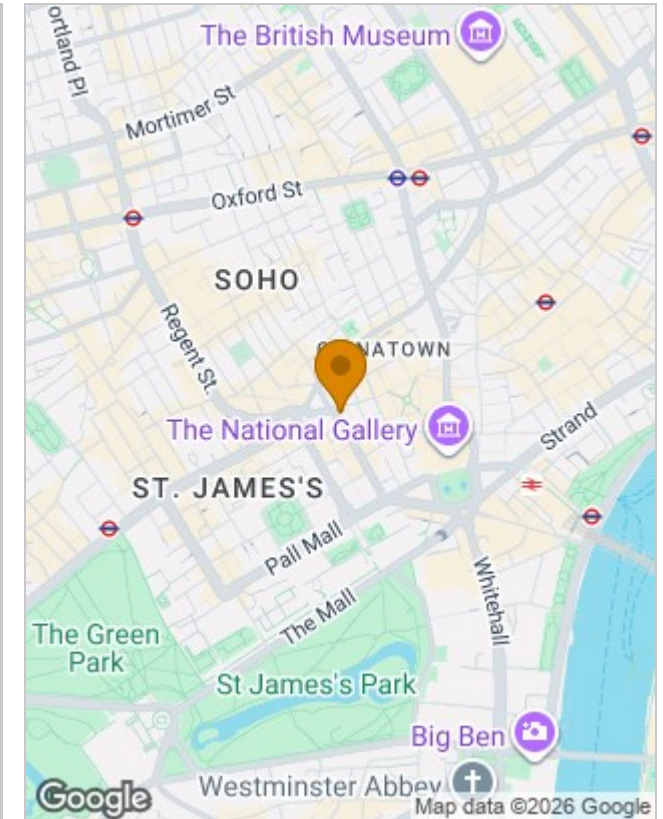 ortland Pl
The British Museum
Mortimer St
Oxford St
SOHO
Regent St.
NATOWN
The National Gallery
Strand
ST. JAMES'S
Pall Mall
The Mall
Whitehall
The Green
Park
St James's Park
Big Ben
Westminster Abbey
Google
Map data ©2026 Google